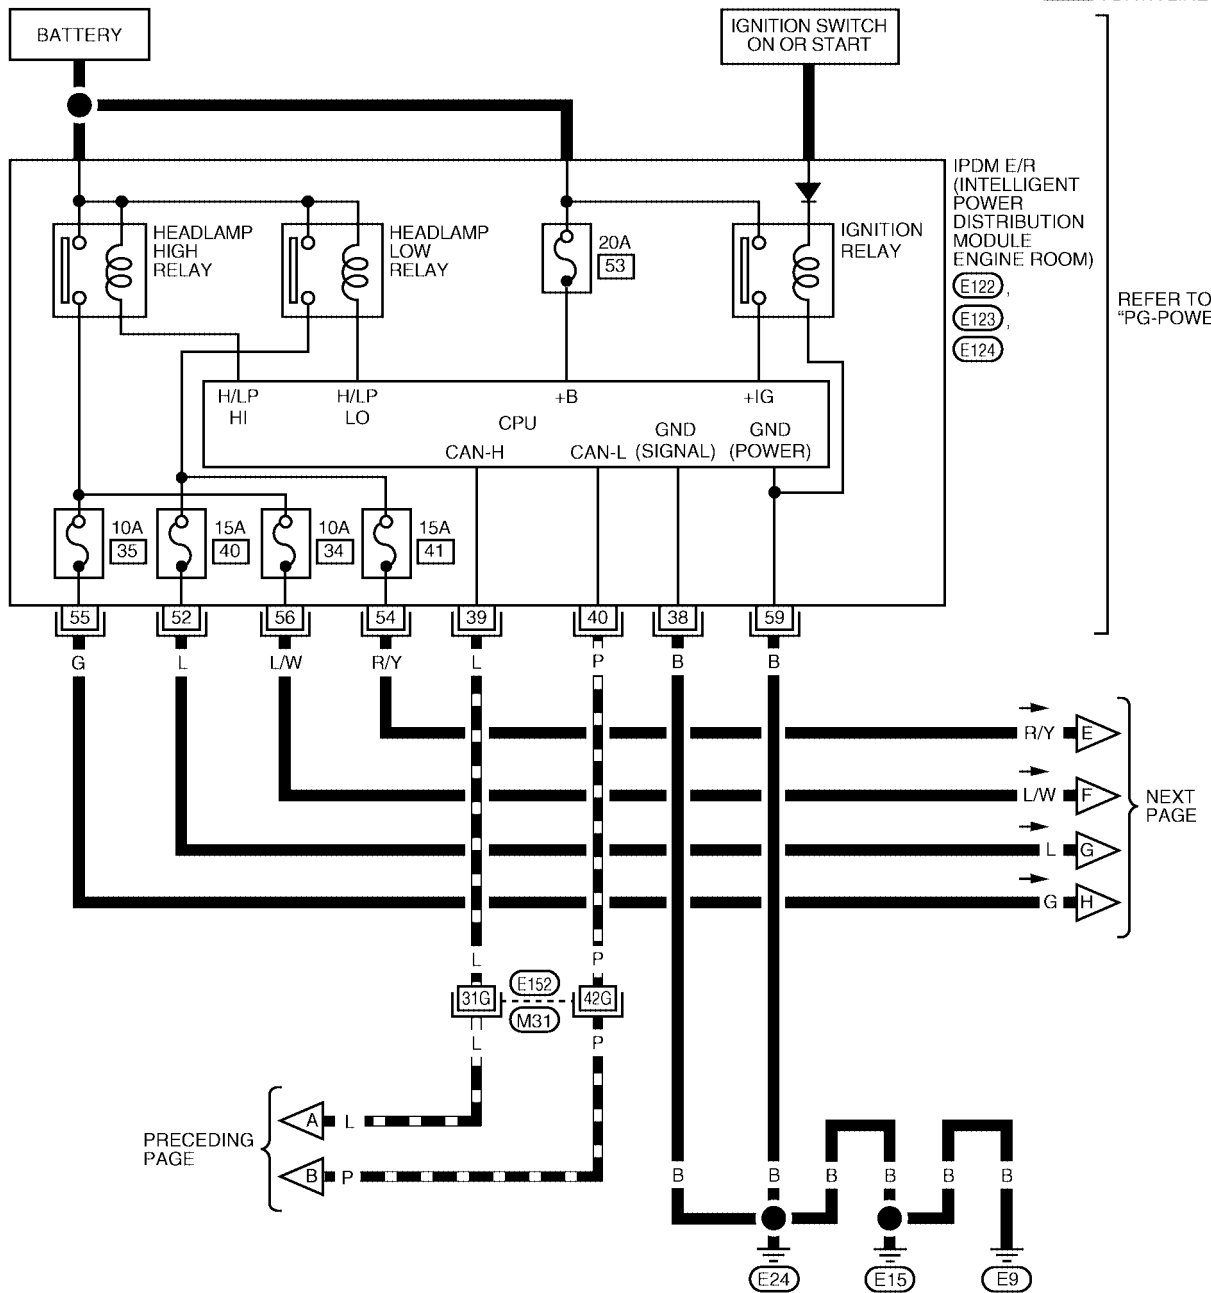 BATTERY
IGNITION SWITCH
ON OR START
IPDM E/R
(INTELLIGENT
POWER
DISTRIBUTION
MODULE
ENGINE ROOM)
E122 ,
E123 ,
E124
REFER TO
"PG-POWE
HEADLAMP
HIGH
RELAY
HEADLAMP
LOW
RELAY
20A
53
IGNITION
RELAY
H/LP
HI
H/LP
LO
+B
+IG
CPU
CAN-H
CAN-L
GND
(SIGNAL)
GND
(POWER)
10A
35
15A
40
10A
34
15A
41
55
52
56
54
39
40
38
59
G
L
L/W
R/Y
L
P
B
B
R/Y
E
L/W
F
L
G
G
H
NEXT
PAGE
L
P
31G
E152
M31
42G
L
P
PRECEDING
PAGE
A
L
B
P
B
B
B
B
B
B
E24
E15
E9